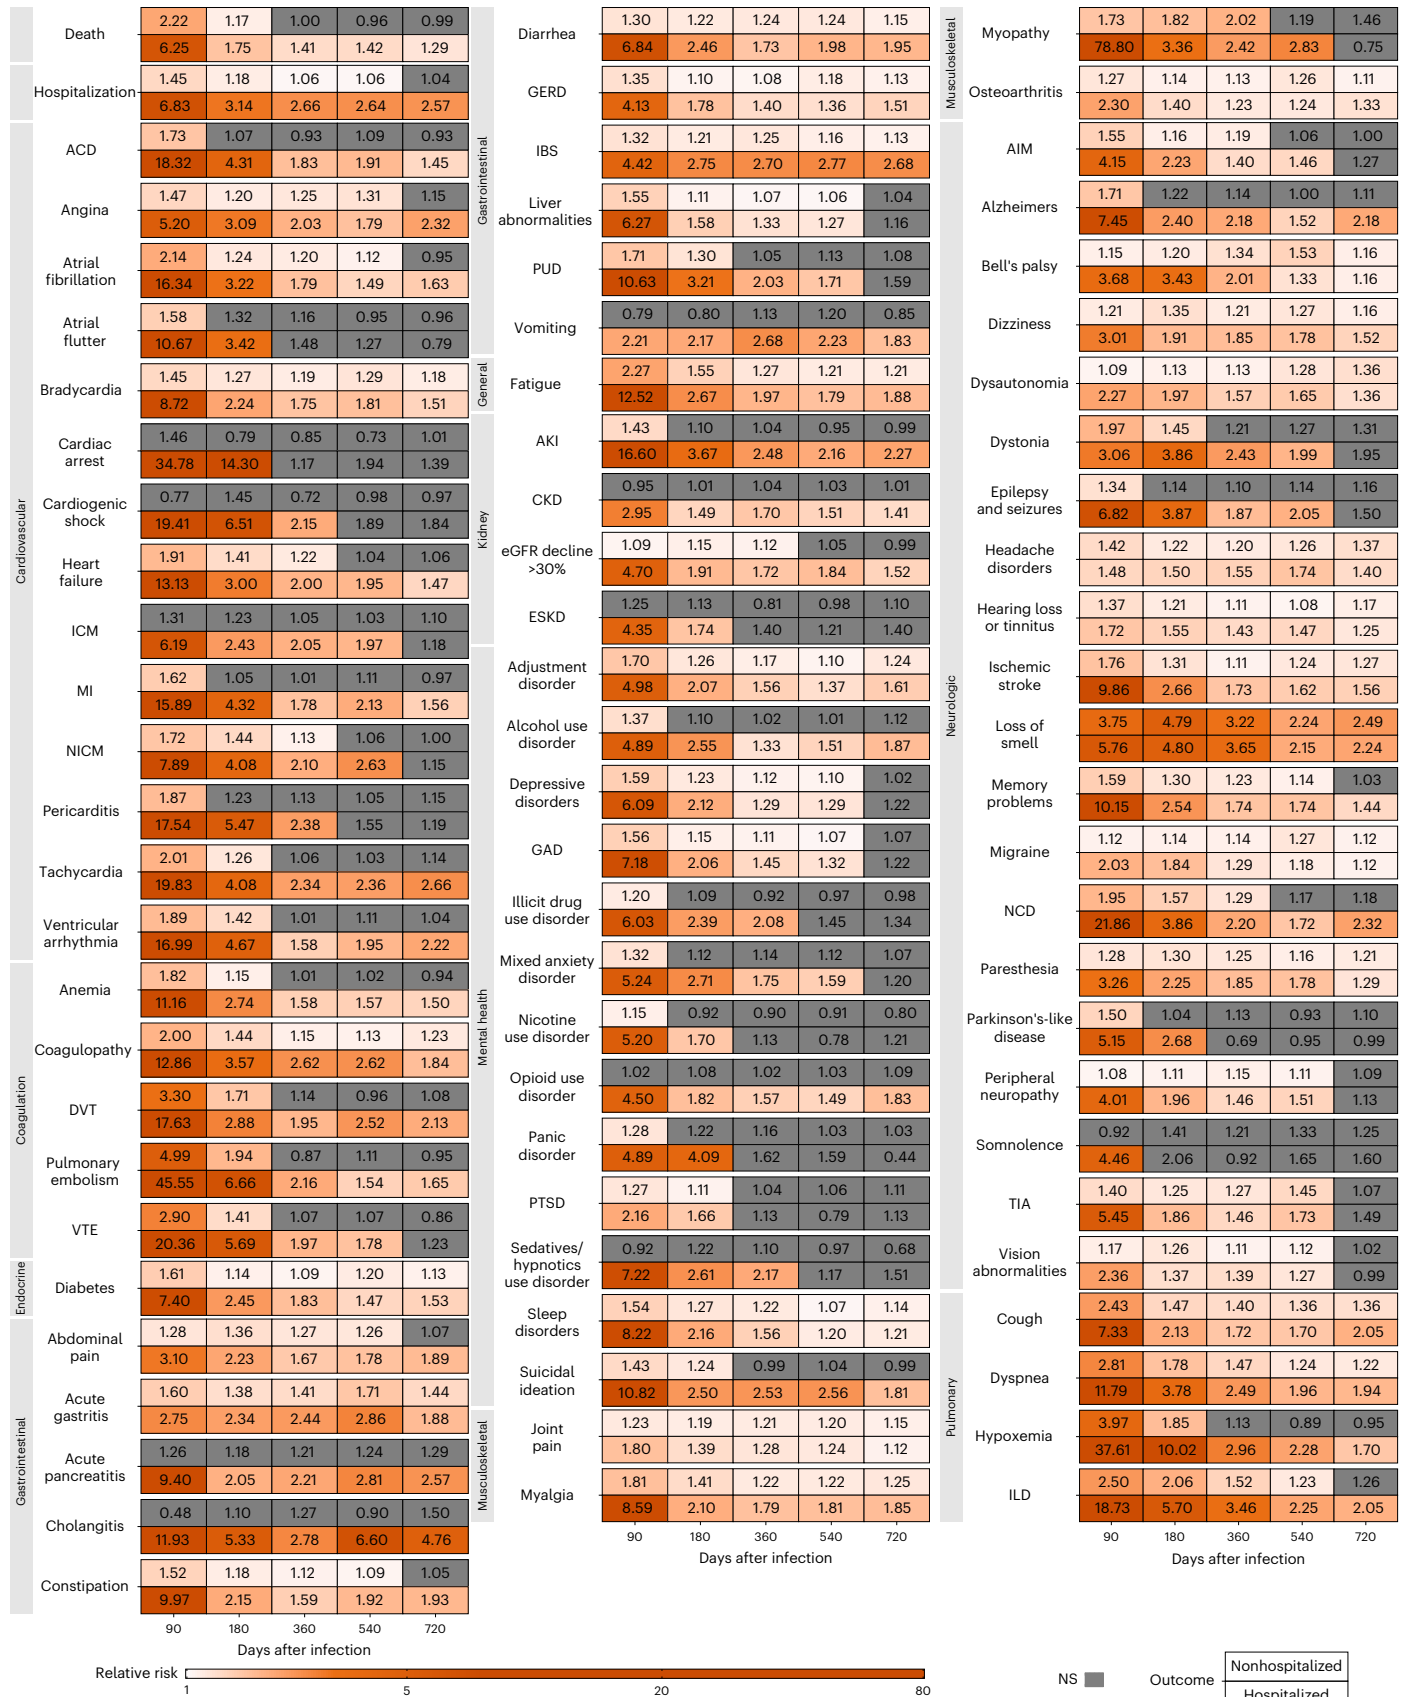 Cardiovascular
Death
2.22 1.17 1.00 0.96 0.99
6.25 1.75 1.41 1.42 1.29
Hospitalization
1.45 1.18 1.06 1.06 1.04
6.83 3.14 2.66 2.64 2.57
ACD
1.73 1.07 0.93 1.09 0.93
18.32 4.31 1.83 1.91 1.45
Angina
1.47 1.20 1.25 1.31 1.15
5.20 3.09 2.03 1.79 2.32
Atrial
fibrillation
2.14 1.24 1.20 1.12 0.95
16.34 3.22 1.79 1.49 1.63
Atrial
flutter
1.58 1.32 1.16 0.95 0.96
10.67 3.42 1.48 1.27 0.79
Bradycardia
1.45 1.27 1.19 1.29 1.18
8.72 2.24 1.75 1.81 1.51
Cardiac
arrest
1.46 0.79 0.85 0.73 1.01
34.78 14.30 1.17 1.94 1.39
Cardiogenic
shock
0.77 1.45 0.72 0.98 0.97
19.41 6.51 2.15 1.89 1.84
Heart
failure
1.91 1.41 1.22 1.04 1.06
13.13 3.00 2.00 1.95 1.47
ICM
1.31 1.23 1.05 1.03 1.10
6.19 2.43 2.05 1.97 1.18
MI
1.62 1.05 1.01 1.11 0.97
15.89 4.32 1.78 2.13 1.56
NICM
1.72 1.44 1.13 1.06 1.00
7.89 4.08 2.10 2.63 1.15
Pericarditis
1.87 1.23 1.13 1.05 1.15
17.54 5.47 2.38 1.55 1.19
Tachycardia
2.01 1.26 1.06 1.03 1.14
19.83 4.08 2.34 2.36 2.66
Ventricular
arrhythmia
1.89 1.42 1.01 1.11 1.04
16.99 4.67 1.58 1.95 2.22
Coagulation
Anemia
1.82 1.15 1.01 1.02 0.94
11.16 2.74 1.58 1.57 1.50
Coagulopathy
2.00 1.44 1.15 1.13 1.23
12.86 3.57 2.62 2.62 1.84
DVT
3.30 1.71 1.14 0.96 1.08
17.63 2.88 1.95 2.52 2.13
Pulmonary
embolism
4.99 1.94 0.87 1.11 0.95
45.55 6.66 2.16 1.54 1.65
VTE
2.90 1.41 1.07 1.07 0.86
20.36 5.69 1.97 1.78 1.23
Endocrine
Diabetes
1.61 1.14 1.09 1.20 1.13
7.40 2.45 1.83 1.47 1.53
Gastrointestinal
Abdominal
pain
1.28 1.36 1.27 1.26 1.07
3.10 2.23 1.67 1.78 1.89
Acute
gastritis
1.60 1.38 1.41 1.71 1.44
2.75 2.34 2.44 2.86 1.88
Acute
pancreatitis
1.26 1.18 1.21 1.24 1.29
9.40 2.05 2.21 2.81 2.57
Cholangitis
0.48 1.10 1.27 0.90 1.50
11.93 5.33 2.78 6.60 4.76
Constipation
1.52 1.18 1.12 1.09 1.05
9.97 2.15 1.59 1.92 1.93
90 180 360 540 720
Days after infection
Gastrointestinal
Diarrhea
1.30 1.22 1.24 1.24 1.15
6.84 2.46 1.73 1.98 1.95
GERD
1.35 1.10 1.08 1.18 1.13
4.13 1.78 1.40 1.36 1.51
IBS
1.32 1.21 1.25 1.16 1.13
4.42 2.75 2.70 2.77 2.68
Liver
abnormalities
1.55 1.11 1.07 1.06 1.04
6.27 1.58 1.33 1.27 1.16
PUD
1.71 1.30 1.05 1.13 1.08
10.63 3.21 2.03 1.71 1.59
Vomiting
0.79 0.80 1.13 1.20 0.85
2.21 2.17 2.68 2.23 1.83
General
Fatigue
2.27 1.55 1.27 1.21 1.21
12.52 2.67 1.97 1.79 1.88
Kidney
AKI
1.43 1.10 1.04 0.95 0.99
16.60 3.67 2.48 2.16 2.27
CKD
0.95 1.01 1.04 1.03 1.01
2.95 1.49 1.70 1.51 1.41
eGFR decline
>30%
1.09 1.15 1.12 1.05 0.99
4.70 1.91 1.72 1.84 1.52
ESKD
1.25 1.13 0.81 0.98 1.10
4.35 1.74 1.40 1.21 1.40
Mental health
Adjustment
disorder
1.70 1.26 1.17 1.10 1.24
4.98 2.07 1.56 1.37 1.61
Alcohol use
disorder
1.37 1.10 1.02 1.01 1.12
4.89 2.55 1.33 1.51 1.87
Depressive
disorders
1.59 1.23 1.12 1.10 1.02
6.09 2.12 1.29 1.29 1.22
GAD
1.56 1.15 1.11 1.07 1.07
7.18 2.06 1.45 1.32 1.22
Illicit drug
use disorder
1.20 1.09 0.92 0.97 0.98
6.03 2.39 2.08 1.45 1.34
Mixed anxiety
disorder
1.32 1.12 1.14 1.12 1.07
5.24 2.71 1.75 1.59 1.20
Nicotine
use disorder
1.15 0.92 0.90 0.91 0.80
5.20 1.70 1.13 0.78 1.21
Opioid use
disorder
1.02 1.08 1.02 1.03 1.09
4.50 1.82 1.57 1.49 1.83
Panic
disorder
1.28 1.22 1.16 1.03 1.03
4.89 4.09 1.62 1.59 0.44
PTSD
1.27 1.11 1.04 1.06 1.11
2.16 1.66 1.13 0.79 1.13
Sedatives/
hypnotics
use disorder
0.92 1.22 1.10 0.97 0.68
7.22 2.61 2.17 1.17 1.51
Sleep
disorders
1.54 1.27 1.22 1.07 1.14
8.22 2.16 1.56 1.20 1.21
Suicidal
ideation
1.43 1.24 0.99 1.04 0.99
10.82 2.50 2.53 2.56 1.81
Musculoskeletal
Joint
pain
1.23 1.19 1.21 1.20 1.15
1.80 1.39 1.28 1.24 1.12
Myalgia
1.81 1.41 1.22 1.22 1.25
8.59 2.10 1.79 1.81 1.85
90 180 360 540 720
Days after infection
Musculoskeletal
Myopathy
1.73 1.82 2.02 1.19 1.46
78.80 3.36 2.42 2.83 0.75
Osteoarthritis
1.27 1.14 1.13 1.26 1.11
2.30 1.40 1.23 1.24 1.33
Neurologic
AIM
1.55 1.16 1.19 1.06 1.00
4.15 2.23 1.40 1.46 1.27
Alzheimers
1.71 1.22 1.14 1.00 1.11
7.45 2.40 2.18 1.52 2.18
Bell's palsy
1.15 1.20 1.34 1.53 1.16
3.68 3.43 2.01 1.33 1.16
Dizziness
1.21 1.35 1.21 1.27 1.16
3.01 1.91 1.85 1.78 1.52
Dysautonomia
1.09 1.13 1.13 1.28 1.36
2.27 1.97 1.57 1.65 1.36
Dystonia
1.97 1.45 1.21 1.27 1.31
3.06 3.86 2.43 1.99 1.95
Epilepsy
and seizures
1.34 1.14 1.10 1.14 1.16
6.82 3.87 1.87 2.05 1.50
Headache
disorders
1.42 1.22 1.20 1.26 1.37
1.48 1.50 1.55 1.74 1.40
Hearing loss
or tinnitus
1.37 1.21 1.11 1.08 1.17
1.72 1.55 1.43 1.47 1.25
Ischemic
stroke
1.76 1.31 1.11 1.24 1.27
9.86 2.66 1.73 1.62 1.56
Loss of
smell
3.75 4.79 3.22 2.24 2.49
5.76 4.80 3.65 2.15 2.24
Memory
problems
1.59 1.30 1.23 1.14 1.03
10.15 2.54 1.74 1.74 1.44
Migraine
1.12 1.14 1.14 1.27 1.12
2.03 1.84 1.29 1.18 1.12
NCD
1.95 1.57 1.29 1.17 1.18
21.86 3.86 2.20 1.72 2.32
Paresthesia
1.28 1.30 1.25 1.16 1.21
3.26 2.25 1.85 1.78 1.29
Parkinson's-like
disease
1.50 1.04 1.13 0.93 1.10
5.15 2.68 0.69 0.95 0.99
Peripheral
neuropathy
1.08 1.11 1.15 1.11 1.09
4.01 1.96 1.46 1.51 1.13
Somnolence
0.92 1.41 1.21 1.33 1.25
4.46 2.06 0.92 1.65 1.60
TIA
1.40 1.25 1.27 1.45 1.07
5.45 1.86 1.46 1.73 1.49
Vision
abnormalities
1.17 1.26 1.11 1.12 1.02
2.36 1.37 1.39 1.27 0.99
Pulmonary
Cough
2.43 1.47 1.40 1.36 1.36
7.33 2.13 1.72 1.70 2.05
Dyspnea
2.81 1.78 1.47 1.24 1.22
11.79 3.78 2.49 1.96 1.94
Hypoxemia
3.97 1.85 1.13 0.89 0.95
37.61 10.02 2.96 2.28 1.70
ILD
2.50 2.06 1.52 1.23 1.26
18.73 5.70 3.46 2.25 2.05
90 180 360 540 720
Days after infection
Relative risk
1 5 20 80
NS
Outcome
Nonhospitalized
Hospitalized